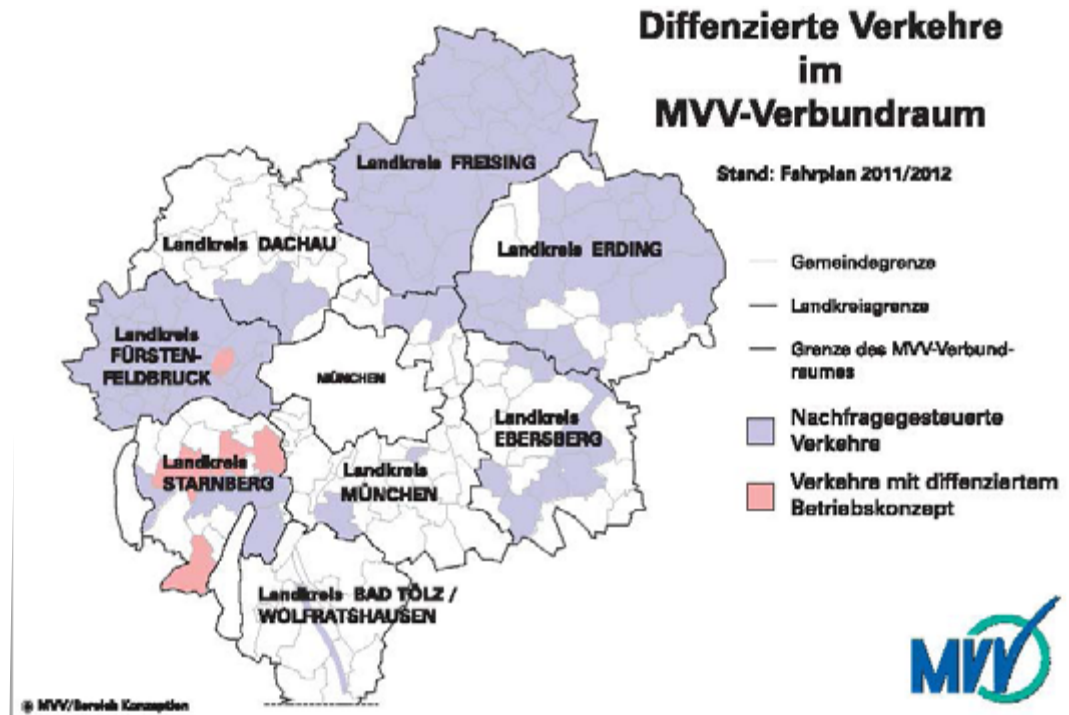 Diffenzierte Verkehre
im
MVV-Verbundraum
Stand: Fahrplan 2011/2012
Landkreis FREISING
Landkreis DACHAU
Landkreis ERDING
Landkreis
FÜRSTEN-
FELDBRUCK
MÜNCHEN
Landkreis
EBERSBERG
Landkreis
STARNBERG
Landkreis
MÜNCHEN
Landkreis BAD TÖLZ /
WOLFRATSHAUSEN
Gemeindegrenze
Landkreisgrenze
Grenze des MVV-Verbund-
raumes
Nachfragegesteuerte
Verkehre
Verkehre mit diffenziertem
Betriebskonzept
MVV
© MVV/Bereich Konzeption